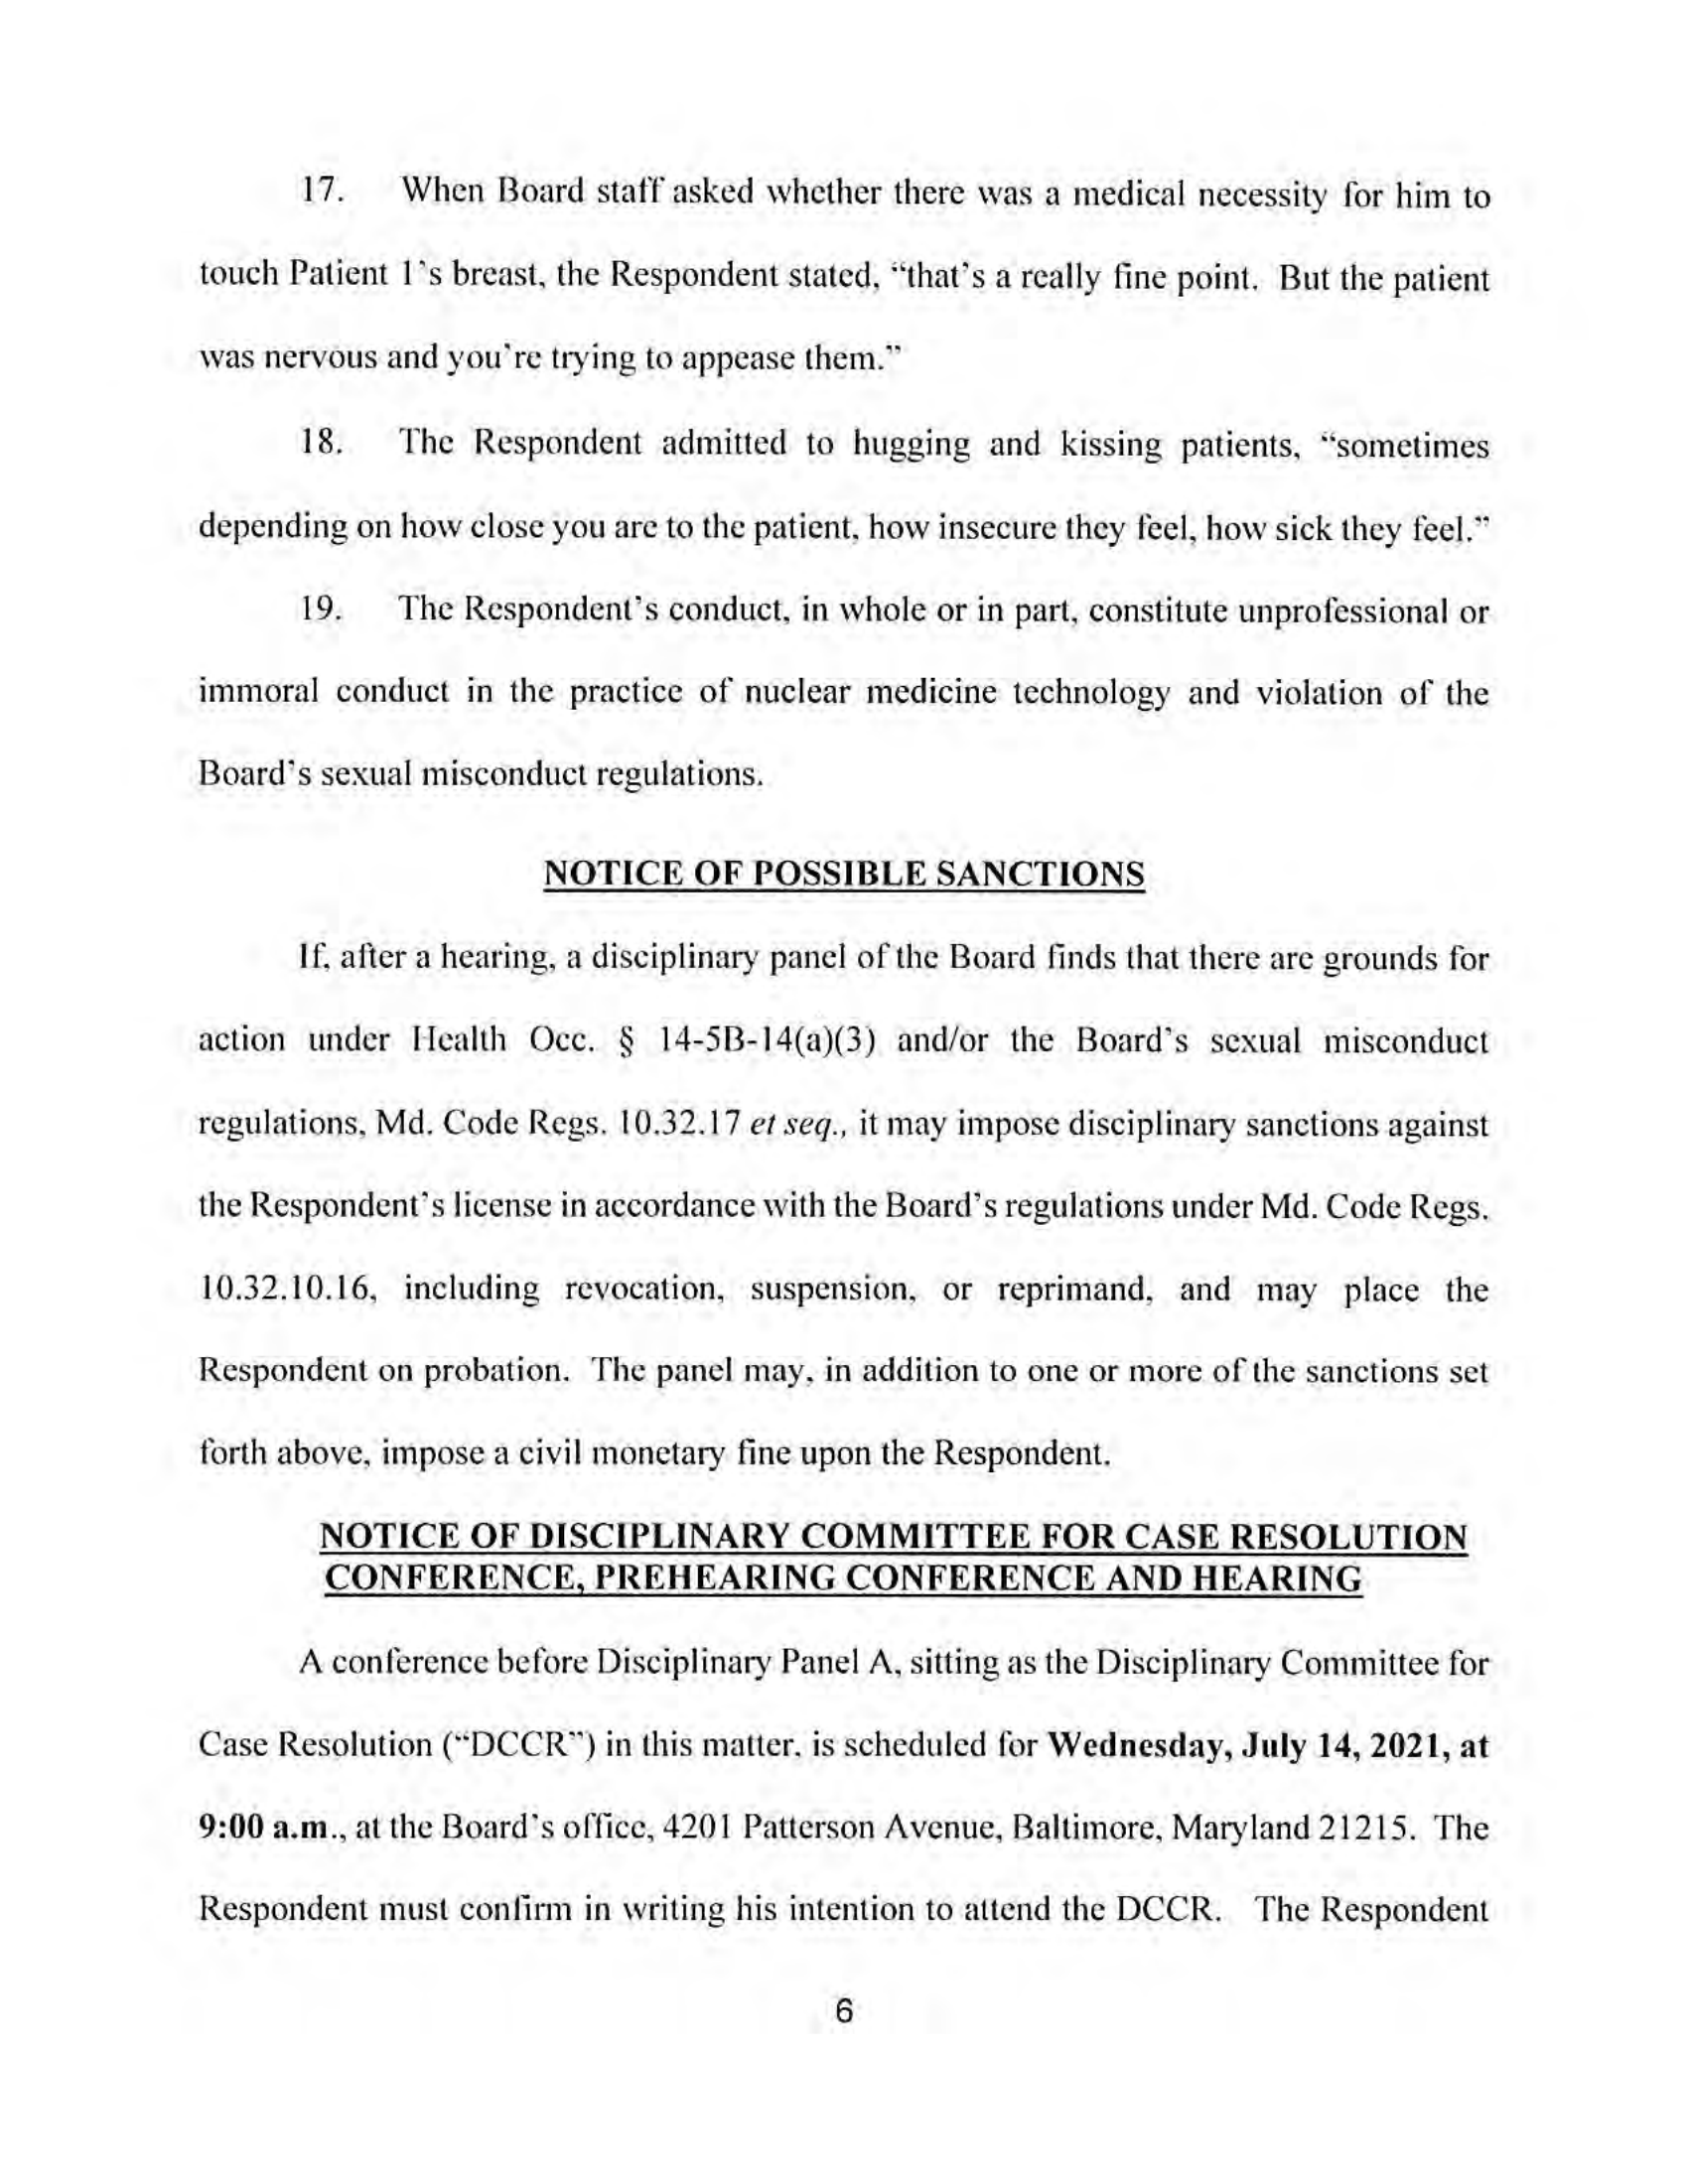 17. When Board staff asked whether there was a medical necessity for him to
touch Patient 1's breast, the Respondent stated, "that's a really fine point. But the patient
was nervous and you're trying to appease them."
18. The Respondent admitted to hugging and kissing patients, "sometimes
depending on how close you are to the patient, how insecure they feel, how sick they feel."
19. The Respondent's conduct, in whole or in part, constitute unprofessional or
immoral conduct in the practice of nuclear medicine technology and violation of the
Board's sexual misconduct regulations.
NOTICE OF POSSIBLE SANCTIONS
If, after a hearing, a disciplinary panel of the Board finds that there are grounds for
action under Health Occ. § 14-5B-14(a)(3) and/or the Board's sexual misconduct
regulations, Md. Code Regs. 10.32.17 et seq., it may impose disciplinary sanctions against
the Respondent's license in accordance with the Board's regulations under Md. Code Regs.
10.32.10.16, including revocation, suspension, or reprimand, and may place the
Respondent on probation. The panel may, in addition to one or more of the sanctions set
forth above, impose a civil monetary fine upon the Respondent.
NOTICE OF DISCIPLINARY COMMITTEE FOR CASE RESOLUTION
CONFERENCE, PREHEARING CONFERENCE AND HEARING
A conference before Disciplinary Panel A, sitting as the Disciplinary Committee for
Case Resolution ("DCCR") in this matter, is scheduled for Wednesday, July 14, 2021, at
9:00 a.m., at the Board's office, 4201 Patterson Avenue, Baltimore, Maryland 21215. The
Respondent must confirm in writing his intention to attend the DCCR. The Respondent
6